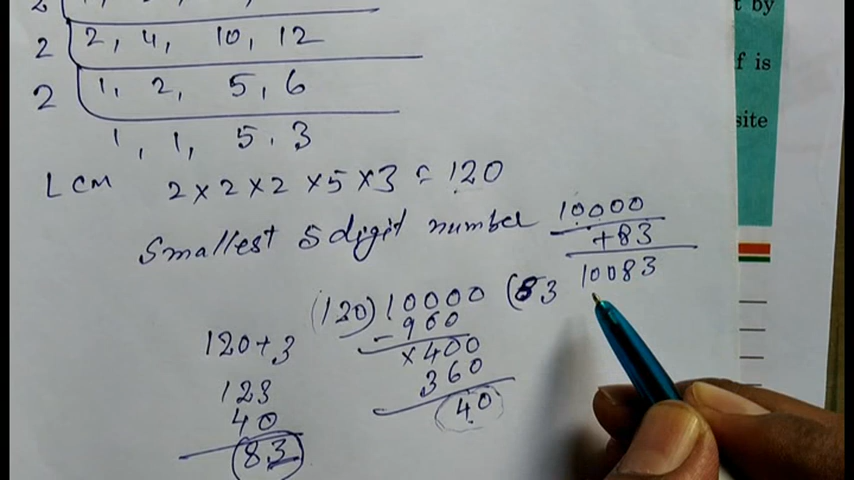 2 | 2, 4, 10, 12
2 | 1, 2, 5, 6
1, 1, 5, 3
LCM 2×2×2×5×3 = 120
Smallest 5 digit number 10000
+83
10083
120) 10000 (83
-960
×400
360
40
120+3
123
40
83
t by
f is
site